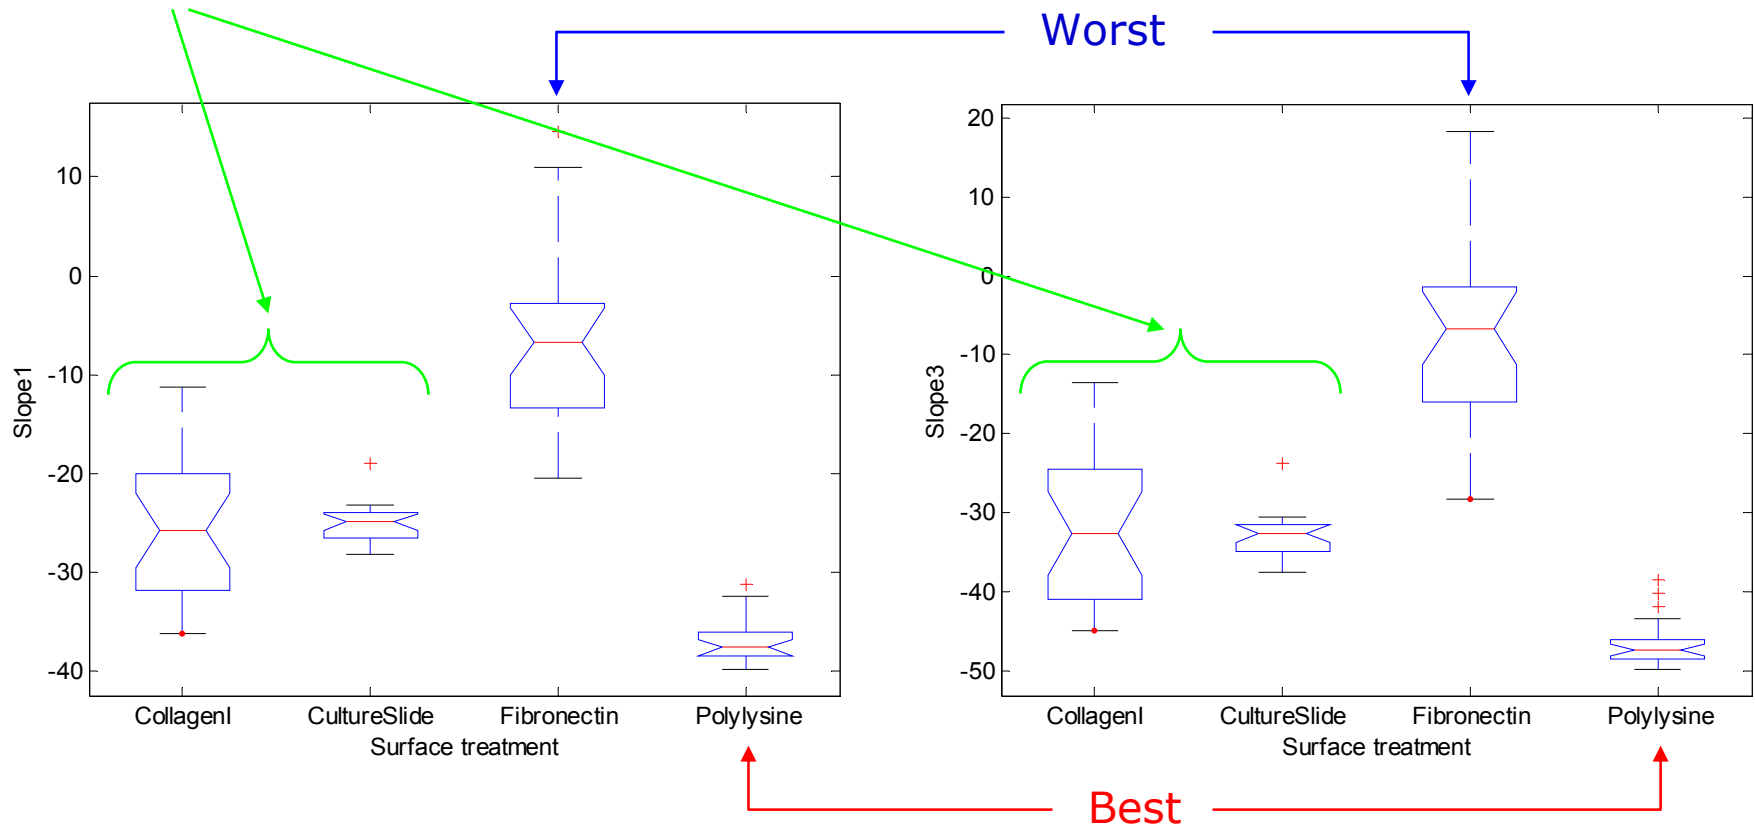 Worst
10
0
-10
-20
-30
-40
Slope1
CollagenI CultureSlide Fibronectin Polylysine
Surface treatment
20
10
0
-10
-20
-30
-40
-50
Slope3
CollagenI CultureSlide Fibronectin Polylysine
Surface treatment
Best